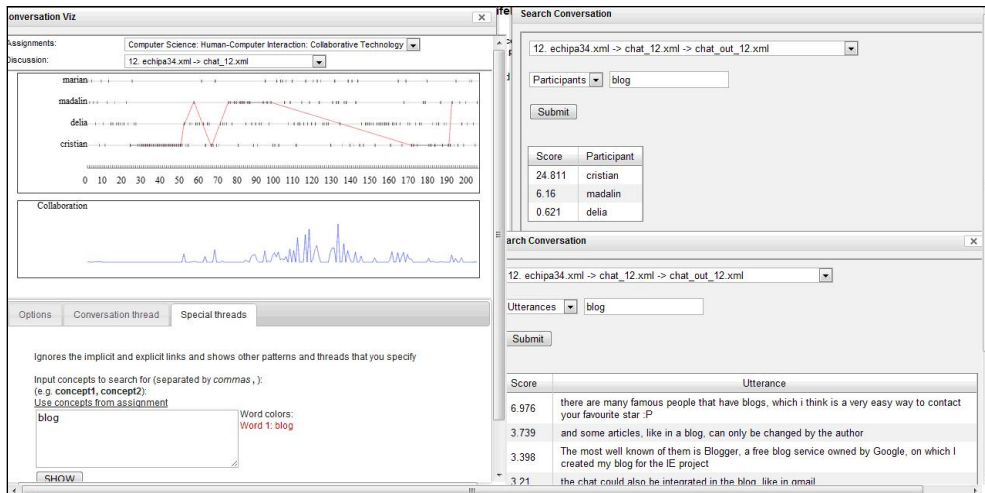 onversation Viz
Assignments:
Computer Science: Human-Computer Interaction: Collaborative Technology
Discussion:
12. echipa34.xml -> chat_12.xml
marian
madalin
delia
cristian
0 10 20 30 40 50 60 70 80 90 100 110 120 130 140 150 160 170 180 190 200
Collaboration
Options
Conversation thread
Special threads
Ignores the implicit and explicit links and shows other patterns and threads that you specify
Input concepts to search for (separated by commas , ):
(e.g. concept1, concept2):
Use concepts from assignment
blog
Word colors:
Word 1: blog
SHOW
Search Conversation
12. echipa34.xml -> chat_12.xml -> chat_out_12.xml
Participants
blog
Submit
Score Participant
24.811 cristian
6.16 madalin
0.621 delia
arch Conversation
12. echipa34.xml -> chat_12.xml -> chat_out_12.xml
Utterances
blog
Submit
Score Utterance
6.976 there are many famous people that have blogs, which i think is a very easy way to contact
your favourite star :P
3.739 and some articles, like in a blog, can only be changed by the author
3.398 The most well known of them is Blogger, a free blog service owned by Google, on which I
created my blog for the IE project
3.21 the chat could also be integrated in the blog, like in gmail